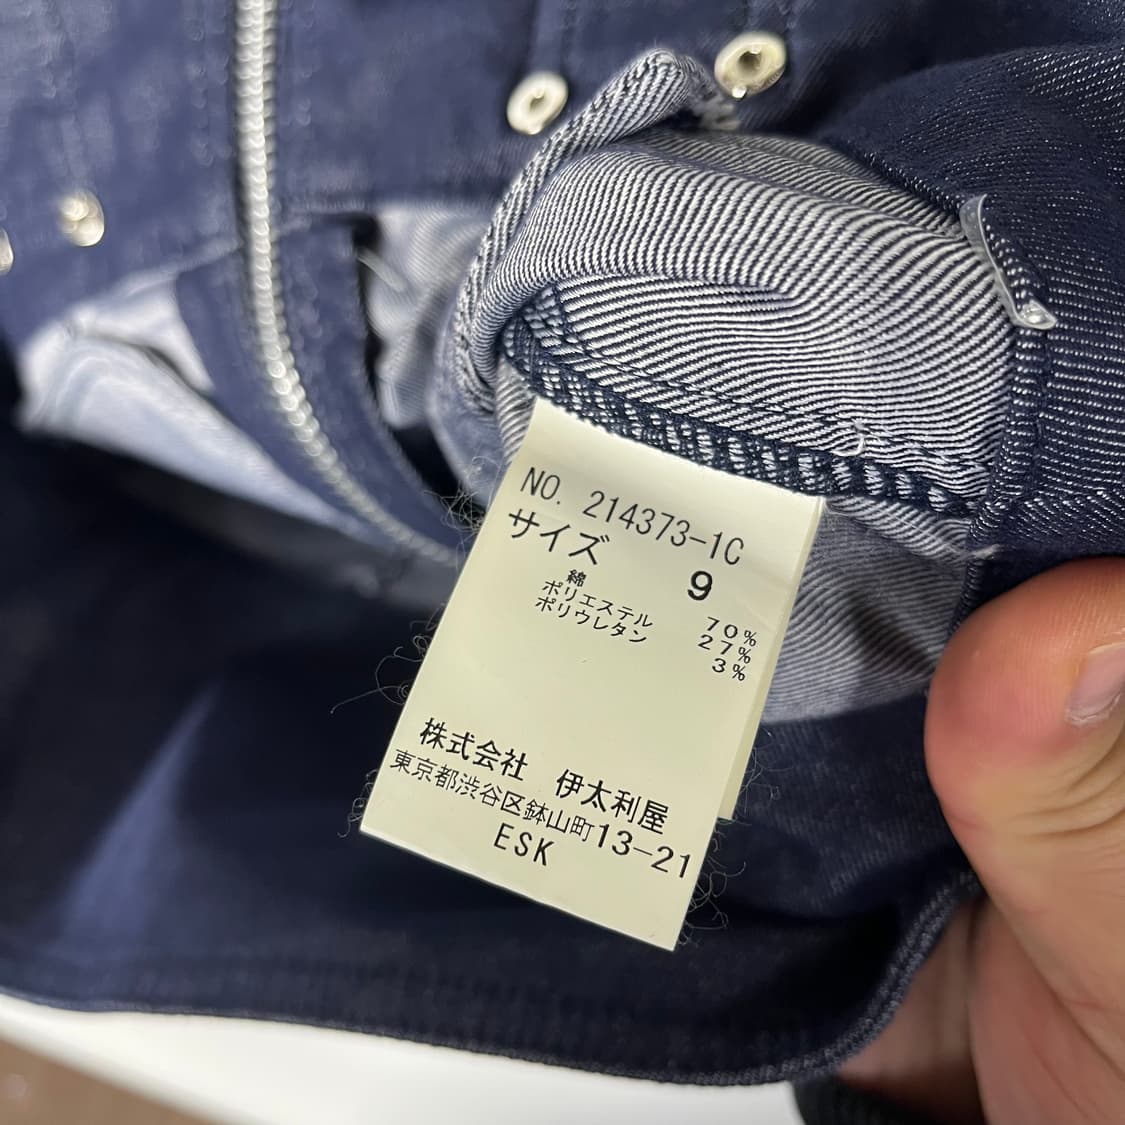 NO. 214373-1C
サイズ 9
綿 70%
ポリエステル 27%
ポリウレタン 3%
株式会社 伊太利屋
東京都渋谷区鉢山町13-21
ESK